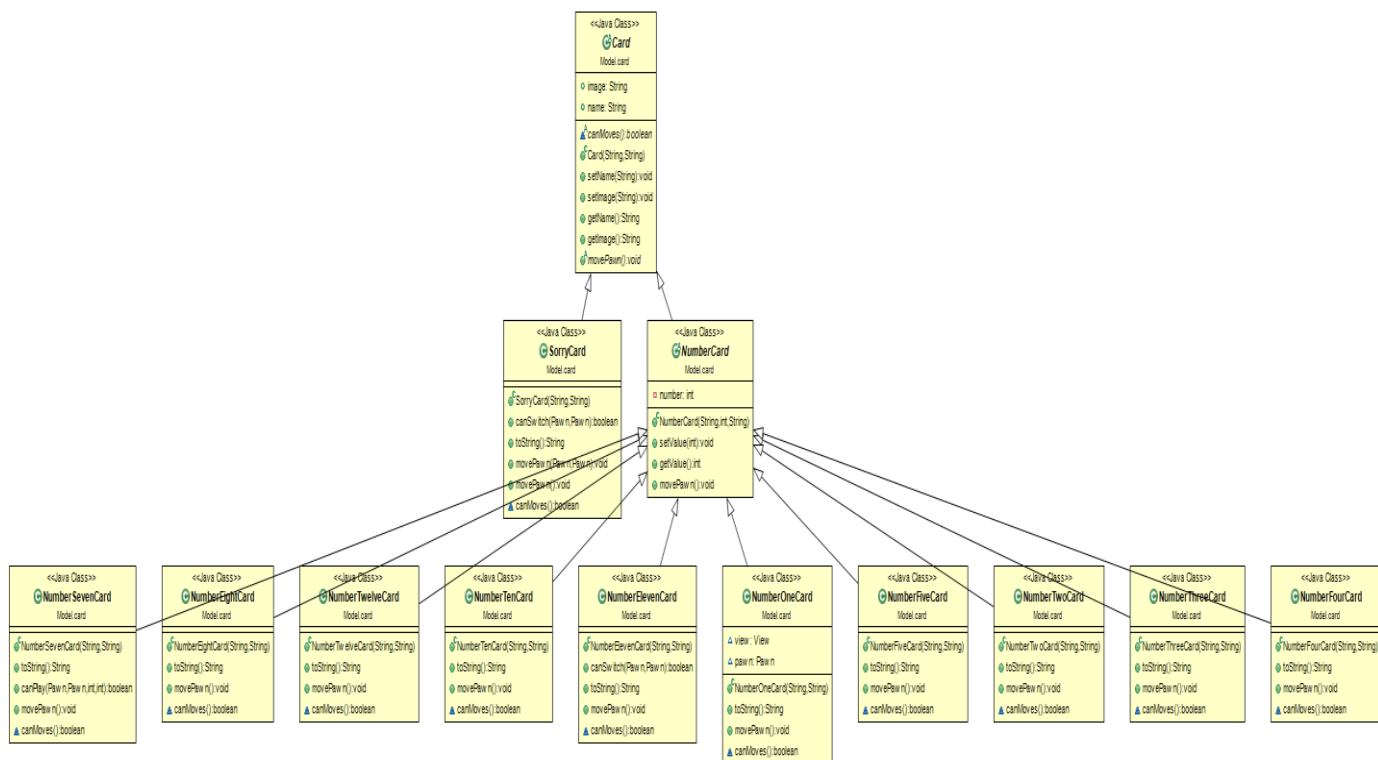 <<Java Class>>
Card
Model.card
image: String
name: String
canMoves():boolean
Card(String,String)
setName(String):void
setImage(String):void
getName():String
getImage():String
movePawn():void
<<Java Class>>
SorryCard
Model.card
SorryCard(String,String)
canSwitch(Pawn,Pawn):boolean
toString():String
movePawn(Pawn,Pawn):void
movePawn():void
canMoves():boolean
<<Java Class>>
NumberCard
Model.card
number: int
NumberCard(String,int,String)
setValue(int):void
getValue():int
movePawn():void
<<Java Class>>
NumberSevenCard
Model.card
NumberSevenCard(String,String)
toString():String
canPlay(Pawn,Pawn,int,int):boolean
movePawn():void
canMoves():boolean
<<Java Class>>
NumberEightCard
Model.card
NumberEightCard(String,String)
toString():String
movePawn():void
canMoves():boolean
<<Java Class>>
NumberTwelveCard
Model.card
NumberTwelveCard(String,String)
toString():String
movePawn():void
canMoves():boolean
<<Java Class>>
NumberTenCard
Model.card
NumberTenCard(String,String)
toString():String
movePawn():void
canMoves():boolean
<<Java Class>>
NumberElevenCard
Model.card
NumberElevenCard(String,String)
canSwitch(Pawn,Pawn):boolean
toString():String
movePawn():void
canMoves():boolean
<<Java Class>>
NumberOneCard
Model.card
view: View
pawn: Pawn
NumberOneCard(String,String)
toString():String
movePawn():void
canMoves():boolean
<<Java Class>>
NumberFiveCard
Model.card
NumberFiveCard(String,String)
toString():String
movePawn():void
canMoves():boolean
<<Java Class>>
NumberTwoCard
Model.card
NumberTwoCard(String,String)
toString():String
movePawn():void
canMoves():boolean
<<Java Class>>
NumberThreeCard
Model.card
NumberThreeCard(String,String)
toString():String
movePawn():void
canMoves():boolean
<<Java Class>>
NumberFourCard
Model.card
NumberFourCard(String,String)
toString():String
movePawn():void
canMoves():boolean